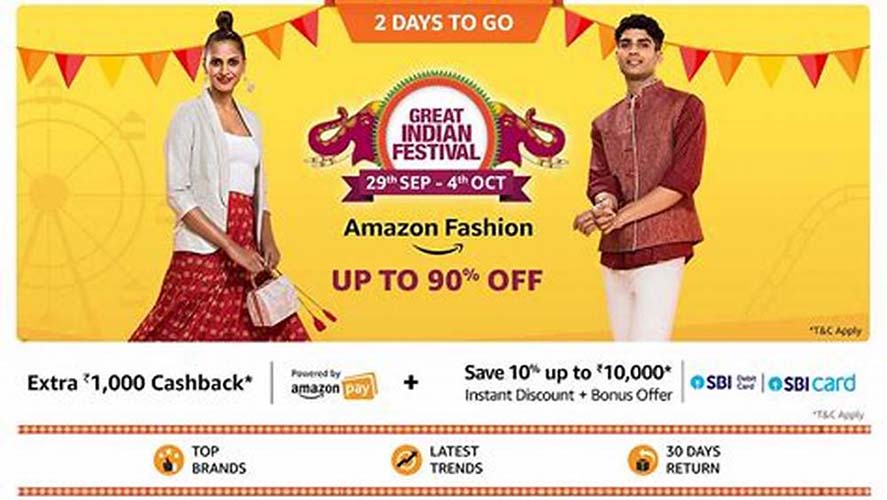 2 DAYS TO GO
GREAT
INDIAN
FESTIVAL
29th SEP - 4th OCT
Amazon Fashion
UP TO 90% OFF
*T&C Apply
Extra ₹1,000 Cashback*
Powered by
amazon pay
+
Save 10% up to ₹10,000*
Instant Discount + Bonus Offer
SBI Debit Card
SBI card
*T&C Apply
TOP
BRANDS
LATEST
TRENDS
30 DAYS
RETURN